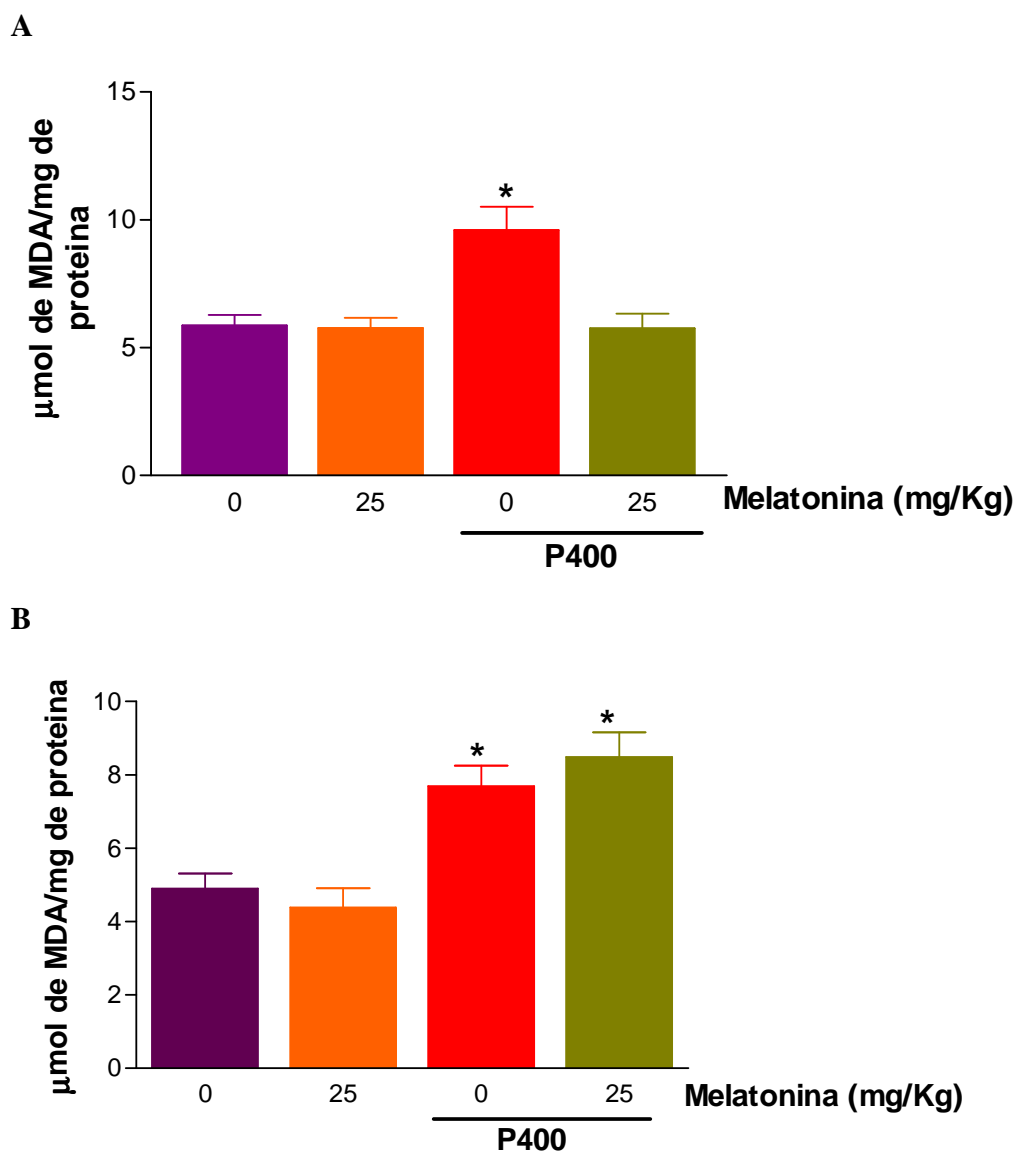 A
µmol de MDA/mg de
proteina
15
10
5
0
*
0 25 0 25 Melatonina (mg/Kg)
P400
B
µmol de MDA/mg de proteina
10
8
6
4
2
0
* *
0 25 0 25 Melatonina (mg/Kg)
P400